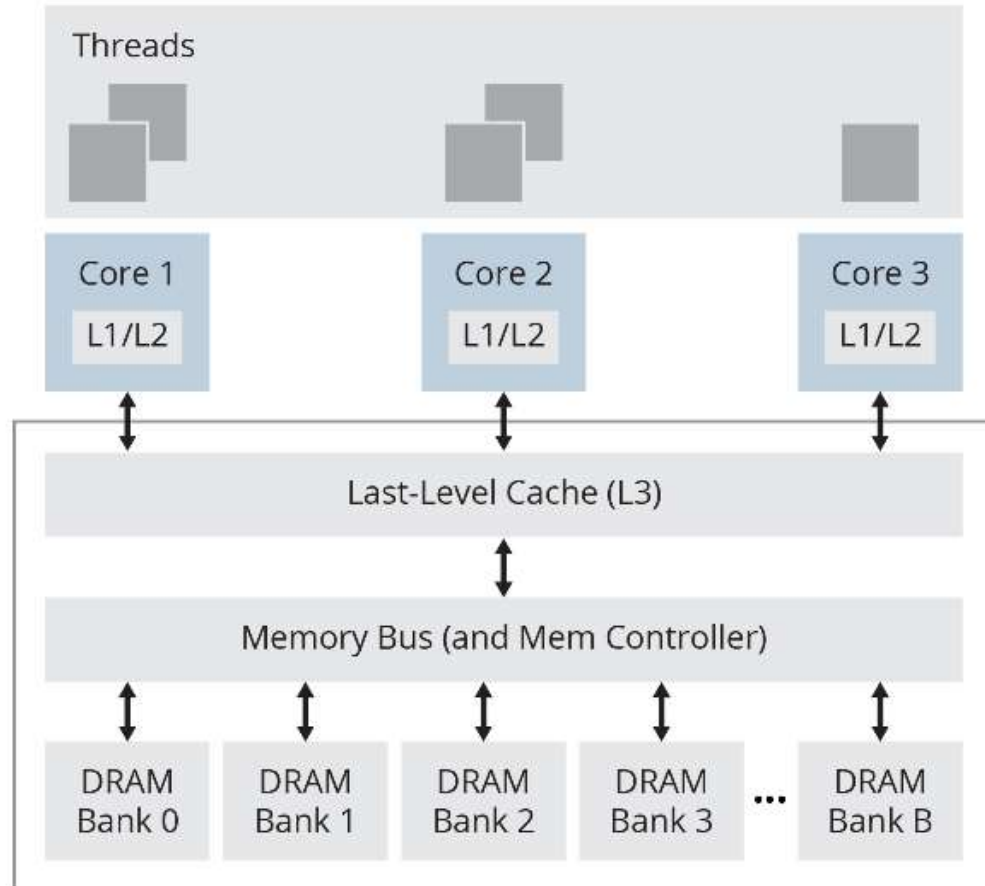 Threads
Core 1
Core 2
Core 3
L1/L2
L1/L2
L1/L2
Last-Level Cache (L3)
Memory Bus (and Mem Controller)
DRAM
Bank 0
DRAM
Bank 1
DRAM
Bank 2
DRAM
Bank 3
...
DRAM
Bank B